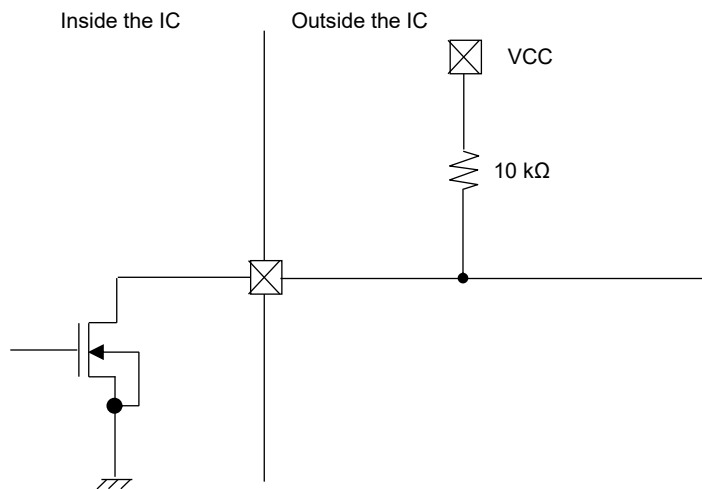 Inside the IC
Outside the IC
VCC
10 kΩ